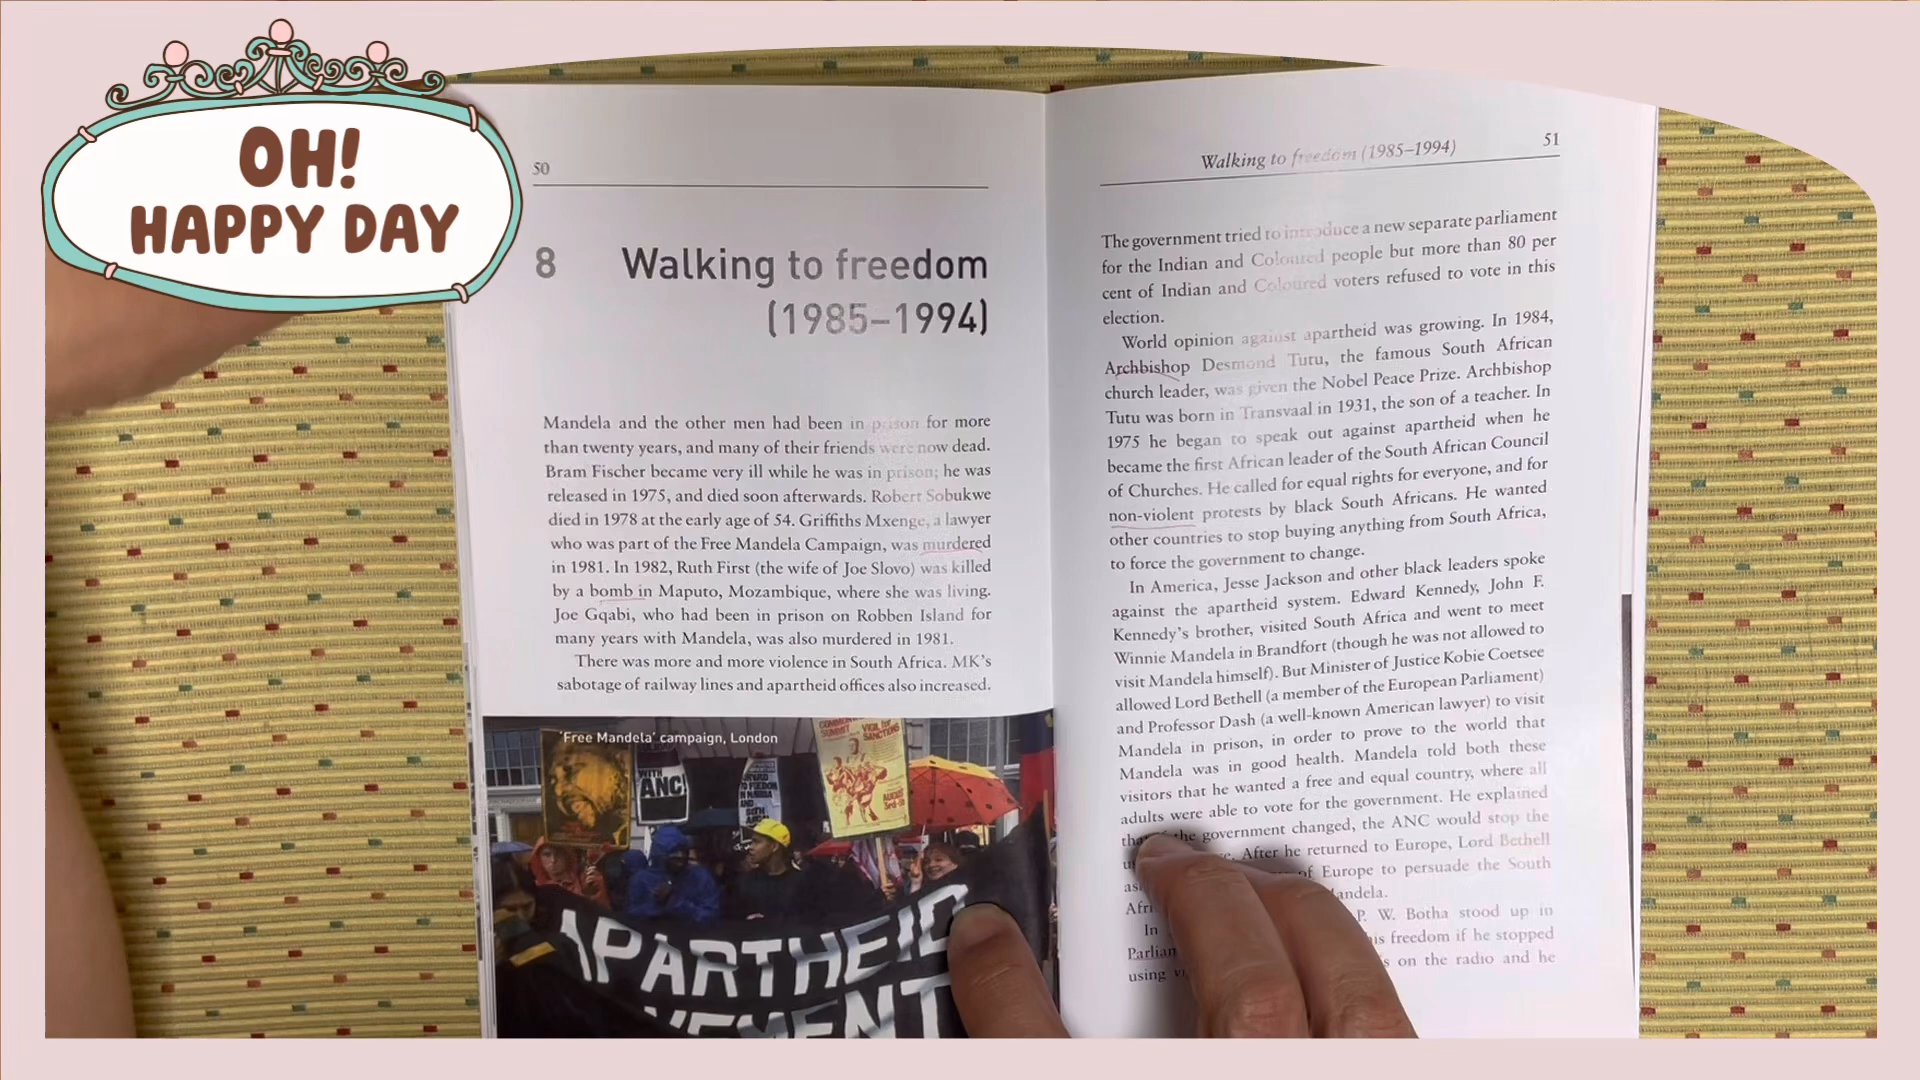 OH!
HAPPY DAY
50
8 Walking to freedom
(1985–1994)
Mandela and the other men had been in prison for more
than twenty years, and many of their friends were now dead.
Bram Fischer became very ill while he was in prison; he was
released in 1975, and died soon afterwards. Robert Sobukwe
died in 1978 at the early age of 54. Griffiths Mxenge, a lawyer
who was part of the Free Mandela Campaign, was murdered
in 1981. In 1982, Ruth First (the wife of Joe Slovo) was killed
by a bomb in Maputo, Mozambique, where she was living.
Joe Gqabi, who had been in prison on Robben Island for
many years with Mandela, was also murdered in 1981.
There was more and more violence in South Africa. MK's
sabotage of railway lines and apartheid offices also increased.
'Free Mandela' campaign, London
WITH
ANC
SANCTIONS
AUGUST
APARTHEID
Walking to freedom (1985–1994)
51
The government tried to introduce a new separate parliament
for the Indian and Coloured people but more than 80 per
cent of Indian and Coloured voters refused to vote in this
election.
World opinion against apartheid was growing. In 1984,
Archbishop Desmond Tutu, the famous South African
church leader, was given the Nobel Peace Prize. Archbishop
Tutu was born in Transvaal in 1931, the son of a teacher. In
1975 he began to speak out against apartheid when he
became the first African leader of the South African Council
of Churches. He called for equal rights for everyone, and for
non-violent protests by black South Africans. He wanted
other countries to stop buying anything from South Africa,
to force the government to change.
In America, Jesse Jackson and other black leaders spoke
against the apartheid system. Edward Kennedy, John F.
Kennedy's brother, visited South Africa and went to meet
Winnie Mandela in Brandfort (though he was not allowed to
visit Mandela himself). But Minister of Justice Kobie Coetsee
allowed Lord Bethell (a member of the European Parliament)
and Professor Dash (a well-known American lawyer) to visit
Mandela in prison, in order to prove to the world that
Mandela was in good health. Mandela told both these
visitors that he wanted a free and equal country, where all
adults were able to vote for the government. He explained
the government changed, the ANC would stop the
After he returned to Europe, Lord Bethell
of Europe to persuade the South
Mandela.
In P. W. Botha stood up in
his freedom if he stopped
using on the radio and he